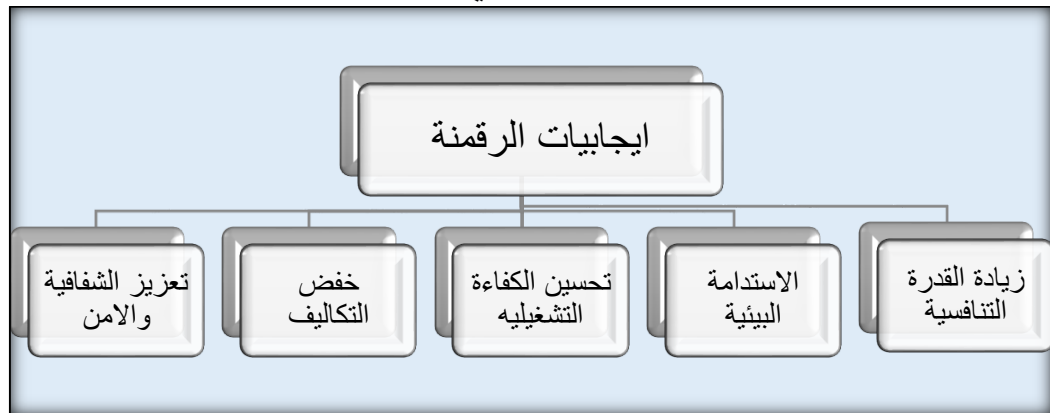 ايجابيات الرقمنة
زيادة القدرة
التنافسية
الاستدامة
البيئية
تحسين الكفاءة
التشغيليه
خفض
التكاليف
تعزيز الشفافية
والامن